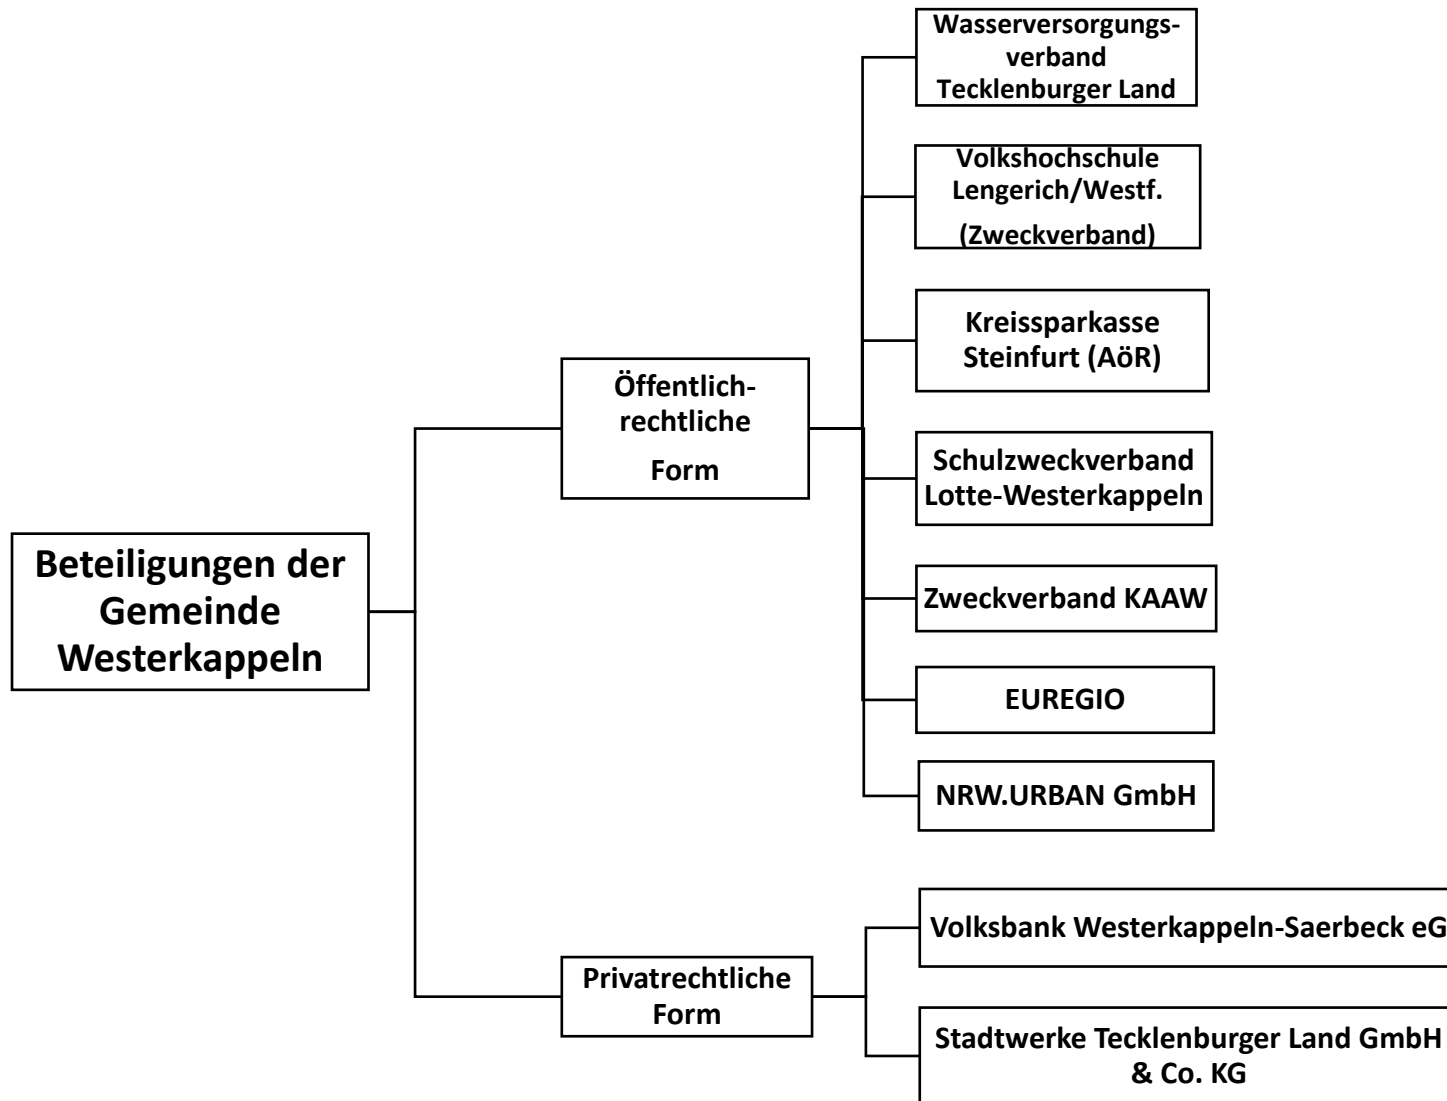 Beteiligungen der
Gemeinde
Westerkappeln
Öffentlich-
rechtliche
Form
Wasserversorgungs-
verband
Tecklenburger Land
Volkshochschule
Lengerich/Westf.
(Zweckverband)
Kreissparkasse
Steinfurt (AöR)
Schulzweckverband
Lotte-Westerkappeln
Zweckverband KAAW
EUREGIO
NRW.URBAN GmbH
Privatrechtliche
Form
Volksbank Westerkappeln-Saerbeck eG
Stadtwerke Tecklenburger Land GmbH
& Co. KG